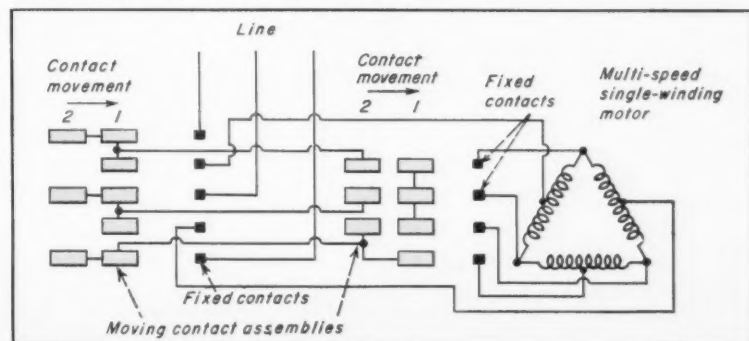 Line
Contact
movement
2 1
Contact
movement
2 1
Fixed
contacts
Multi-speed
single-winding
motor
Fixed contacts
Moving contact assemblies